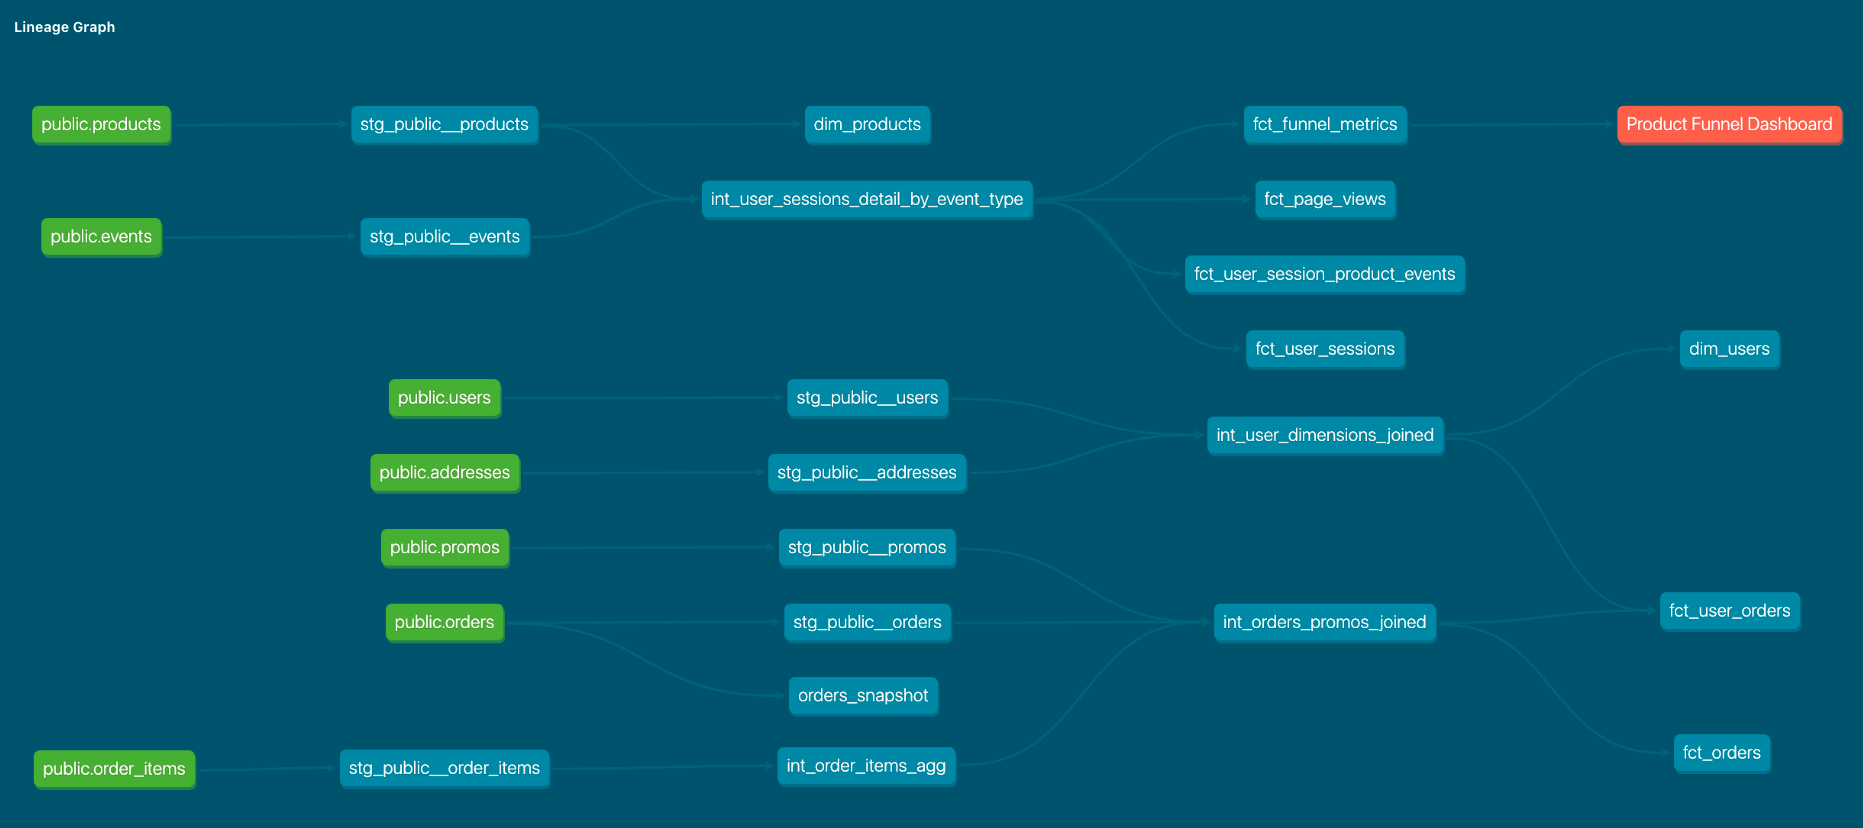 Lineage Graph
public.products
stg_public__products
dim_products
fct_funnel_metrics
Product Funnel Dashboard
int_user_sessions_detail_by_event_type
fct_page_views
public.events
stg_public__events
fct_user_session_product_events
fct_user_sessions
dim_users
public.users
stg_public__users
int_user_dimensions_joined
public.addresses
stg_public__addresses
public.promos
stg_public__promos
fct_user_orders
public.orders
stg_public__orders
int_orders_promos_joined
orders_snapshot
fct_orders
public.order_items
stg_public__order_items
int_order_items_agg